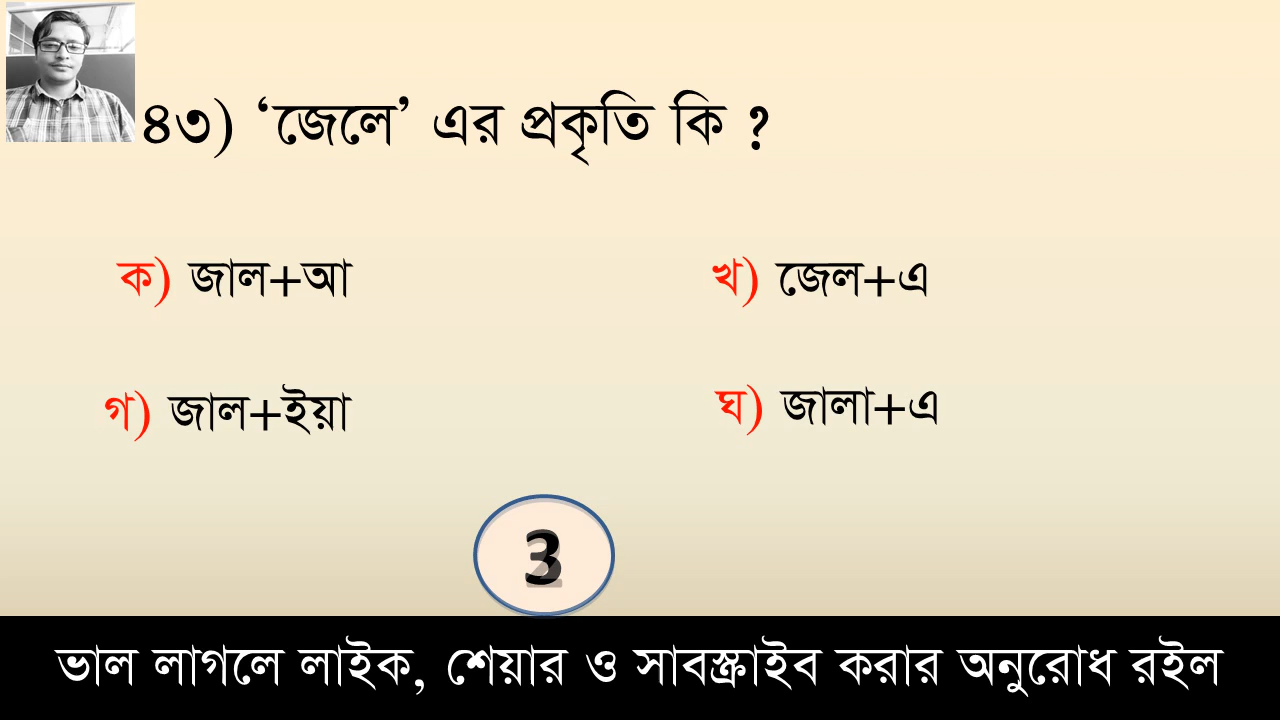 ৪৩) ‘জেলে’ এর প্রকৃতি কি ?
ক) জাল+আ
খ) জেল+এ
গ) জাল+ইয়া
ঘ) জালা+এ
3
ভাল লাগলে লাইক, শেয়ার ও সাবস্ক্রাইব করার অনুরোধ রইল